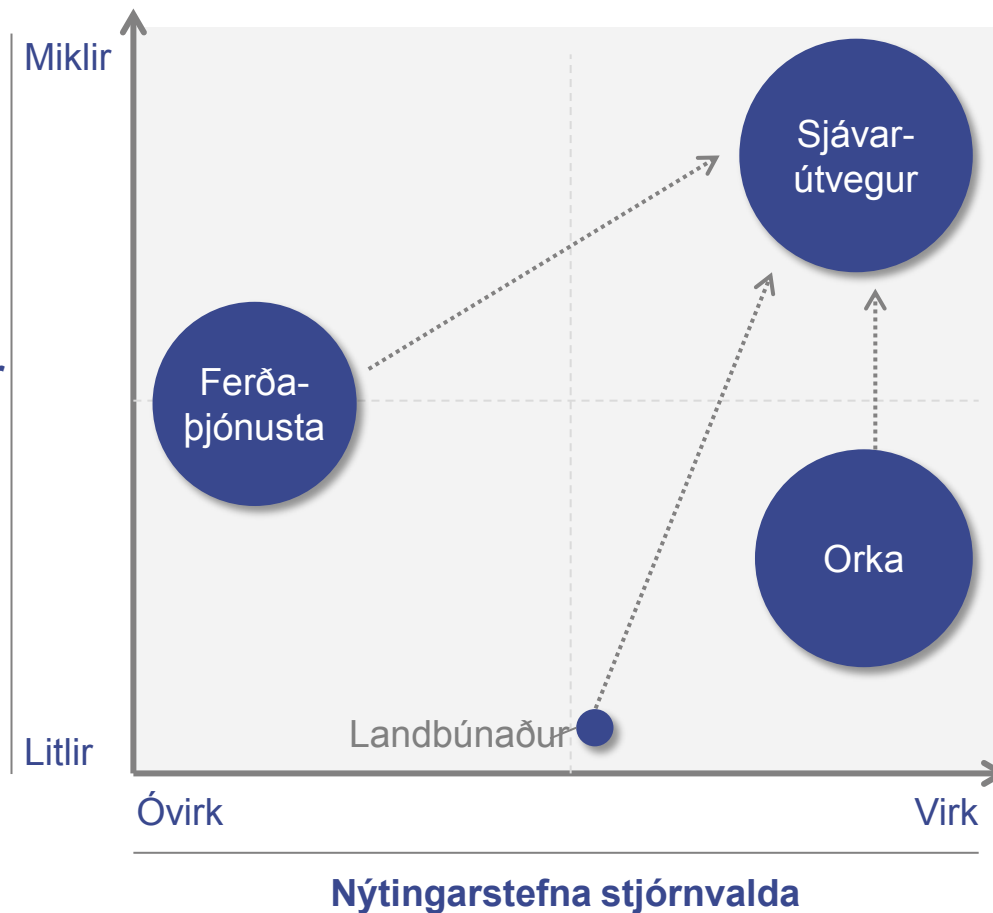 Miklir
Sjávar-
útvegur
Ferða-
þjónusta
Orka
Landbúnaður
Litlir
Óvirk
Virk
Nýtingarstefna stjórnvalda